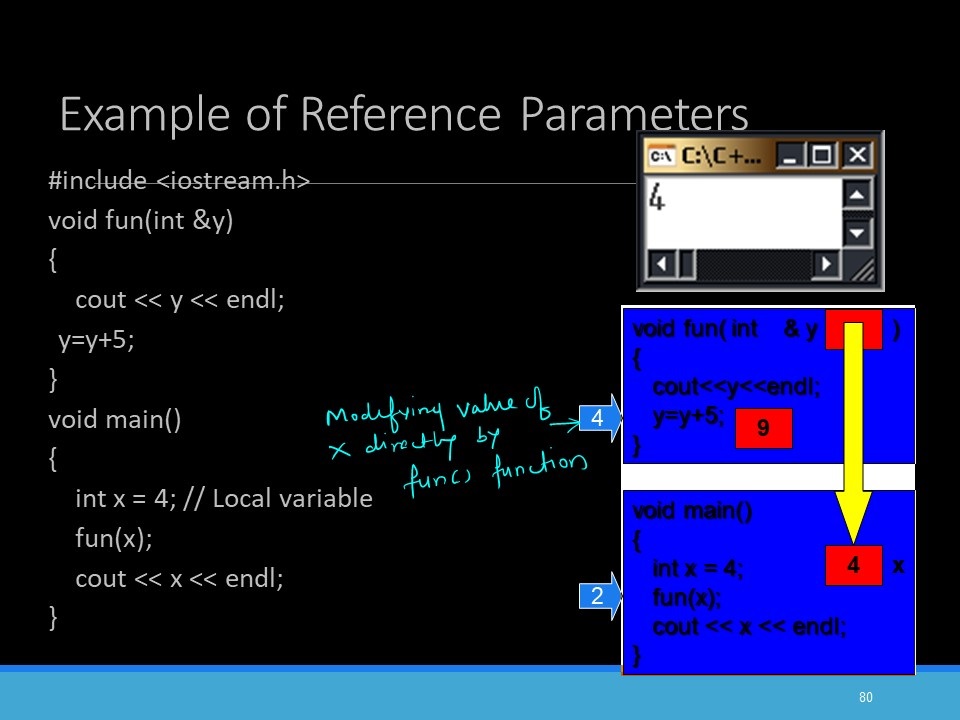 Example of Reference Parameters
#include <iostream.h>
void fun(int &y)
{
cout << y << endl;
y=y+5;
}
void main()
{
int x = 4; // Local variable
fun(x);
cout << x << endl;
}
Modifying value of
x directly by
func() function
C:\C+...
4
void fun( int & y )
{
cout<<y<<endl;
4
y=y+5;
9
}
void main()
{
int x = 4;
4 x
2
fun(x);
cout << x << endl;
}
80